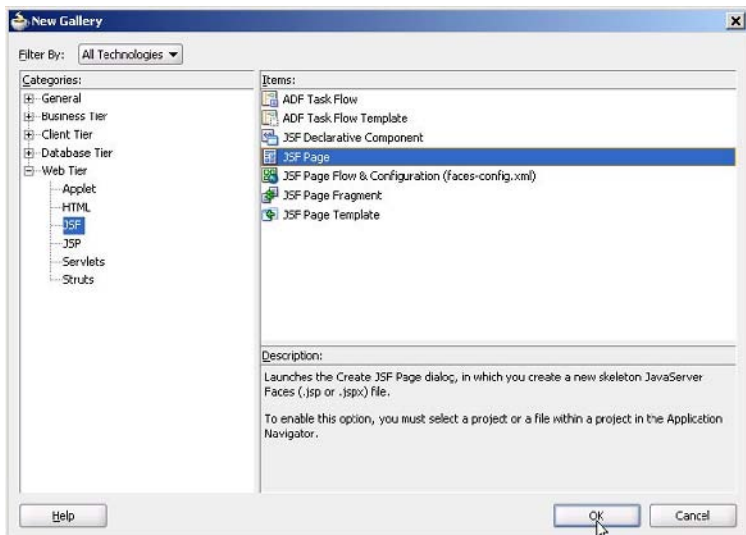 New Gallery
Filter By: All Technologies
Categories:
General
Business Tier
Client Tier
Database Tier
Web Tier
Applet
HTML
JSF
JSP
Servlets
Struts
Items:
ADF Task Flow
ADF Task Flow Template
JSF Declarative Component
JSF Page
JSF Page Flow & Configuration (faces-config.xml)
JSF Page Fragment
JSF Page Template
Description:
Launches the Create JSF Page dialog, in which you create a new skeleton JavaServer
Faces (.jsp or .jspx) file.
To enable this option, you must select a project or a file within a project in the Application
Navigator.
Help
OK
Cancel